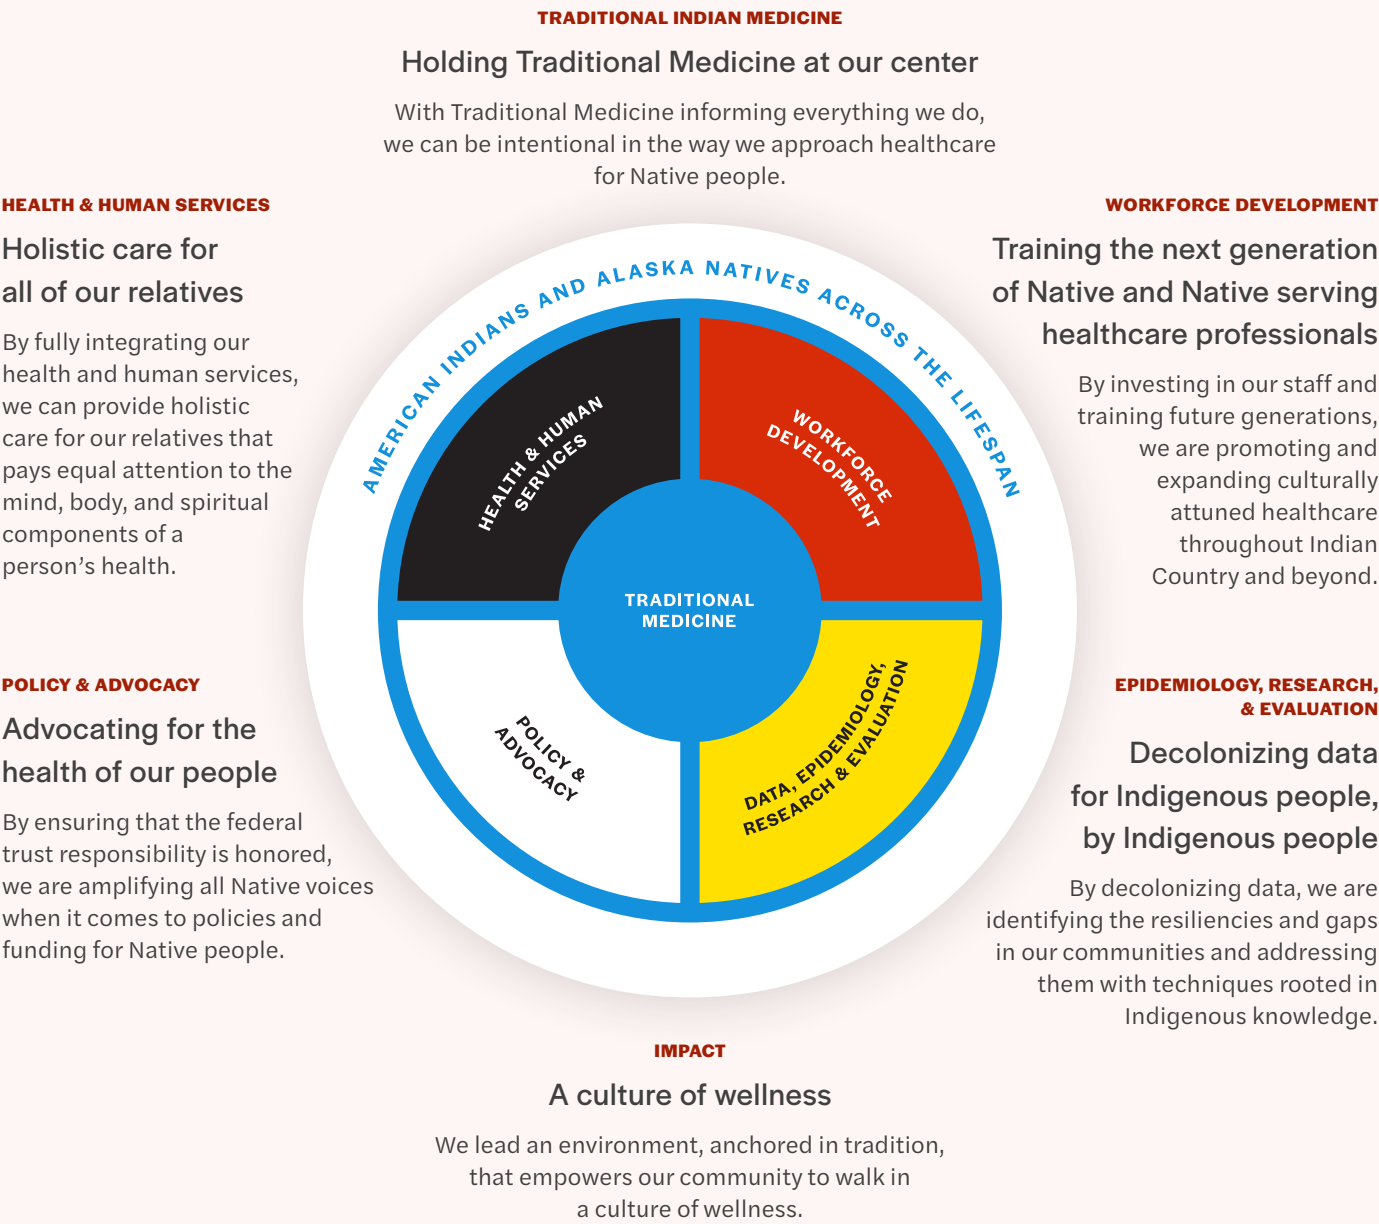 TRADITIONAL INDIAN MEDICINE
Holding Traditional Medicine at our center
With Traditional Medicine informing everything we do,
we can be intentional in the way we approach healthcare
for Native people.
HEALTH & HUMAN SERVICES
Holistic care for
all of our relatives
By fully integrating our
health and human services,
we can provide holistic
care for our relatives that
pays equal attention to the
mind, body, and spiritual
components of a
person’s health.
WORKFORCE DEVELOPMENT
Training the next generation
of Native and Native serving
healthcare professionals
By investing in our staff and
training future generations,
we are promoting and
expanding culturally
attuned healthcare
throughout Indian
Country and beyond.
AMERICAN INDIANS AND ALASKA NATIVES ACROSS THE LIFESPAN
HEALTH & HUMAN
SERVICES
WORKFORCE
DEVELOPMENT
TRADITIONAL
MEDICINE
POLICY &
ADVOCACY
DATA, EPIDEMIOLOGY,
RESEARCH & EVALUATION
POLICY & ADVOCACY
Advocating for the
health of our people
By ensuring that the federal
trust responsibility is honored,
we are amplifying all Native voices
when it comes to policies and
funding for Native people.
EPIDEMIOLOGY, RESEARCH,
& EVALUATION
Decolonizing data
for Indigenous people,
by Indigenous people
By decolonizing data, we are
identifying the resiliencies and gaps
in our communities and addressing
them with techniques rooted in
Indigenous knowledge.
IMPACT
A culture of wellness
We lead an environment, anchored in tradition,
that empowers our community to walk in
a culture of wellness.